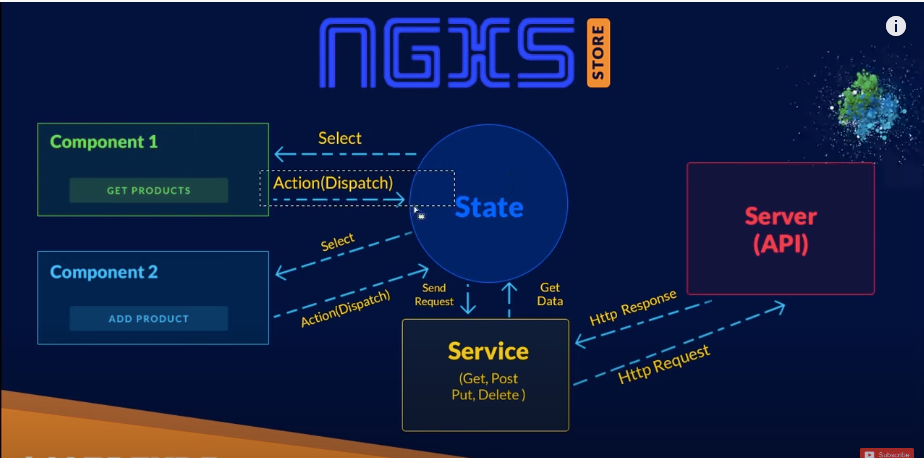 NGXS STORE
i
Component 1
GET PRODUCTS
Select
Action(Dispatch)
State
Server
(API)
Component 2
ADD PRODUCT
Select
Action(Dispatch)
Send
Request
Get
Data
Http Response
Http Request
Service
(Get, Post
Put, Delete )
Subscribe